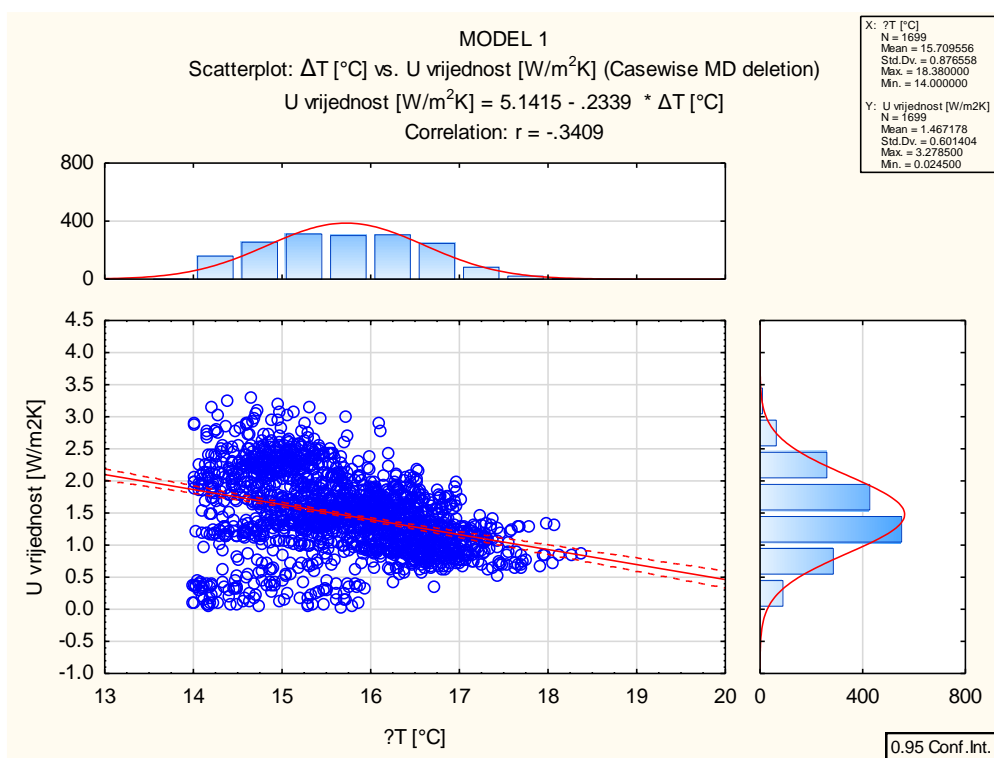 MODEL 1
Scatterplot: ΔT [°C] vs. U vrijednost [W/m²K] (Casewise MD deletion)
U vrijednost [W/m²K] = 5.1415 - .2339 * ΔT [°C]
Correlation: r = -.3409
X: ?T [°C]
N = 1699
Mean = 15.709556
Std.Dv. = 0.876558
Max. = 18.380000
Min. = 14.000000
Y: U vrijednost [W/m2K]
N = 1699
Mean = 1.467178
Std.Dv. = 0.601404
Max. = 3.278500
Min. = 0.024500
800
400
0
4.5
4.0
3.5
3.0
2.5
2.0
1.5
1.0
0.5
0.0
-0.5
-1.0
U vrijednost [W/m2K]
13 14 15 16 17 18 19 20
?T [°C]
0 400 800
0.95 Conf.Int.